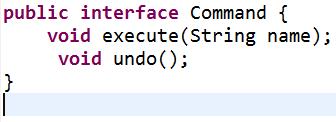 public interface Command {
    void execute(String name);
     void undo();
}